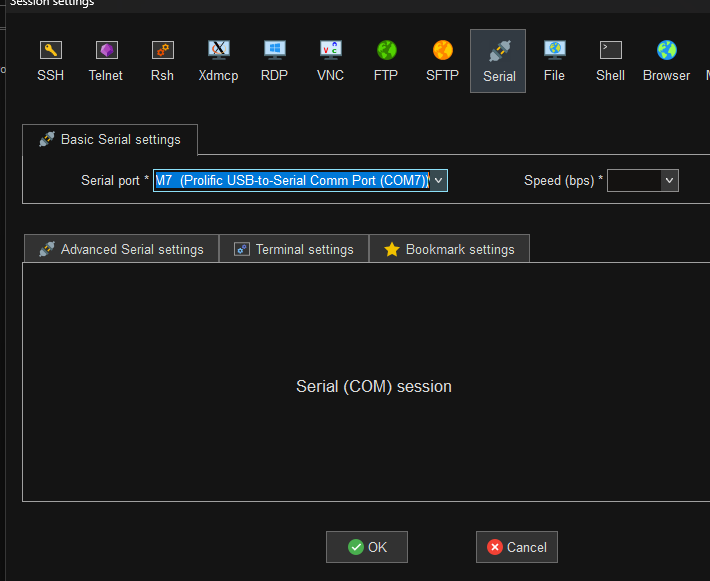 Session settings
SSH Telnet Rsh Xdmcp RDP VNC FTP SFTP Serial File Shell Browser
Basic Serial settings
Serial port * M7 (Prolific USB-to-Serial Comm Port (COM7)) Speed (bps) *
Advanced Serial settings Terminal settings Bookmark settings
Serial (COM) session
OK Cancel